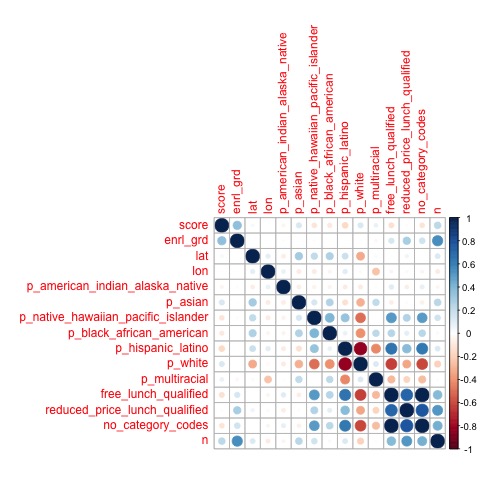 score
enrl_grd
lat
lon
p_american_indian_alaska_native
p_asian
p_native_hawaiian_pacific_islander
p_black_african_american
p_hispanic_latino
p_white
p_multiracial
free_lunch_qualified
reduced_price_lunch_qualified
no_category_codes
n
score
enrl_grd
lat
lon
p_american_indian_alaska_native
p_asian
p_native_hawaiian_pacific_islander
p_black_african_american
p_hispanic_latino
p_white
p_multiracial
free_lunch_qualified
reduced_price_lunch_qualified
no_category_codes
n
1
0.8
0.6
0.4
0.2
0
-0.2
-0.4
-0.6
-0.8
-1